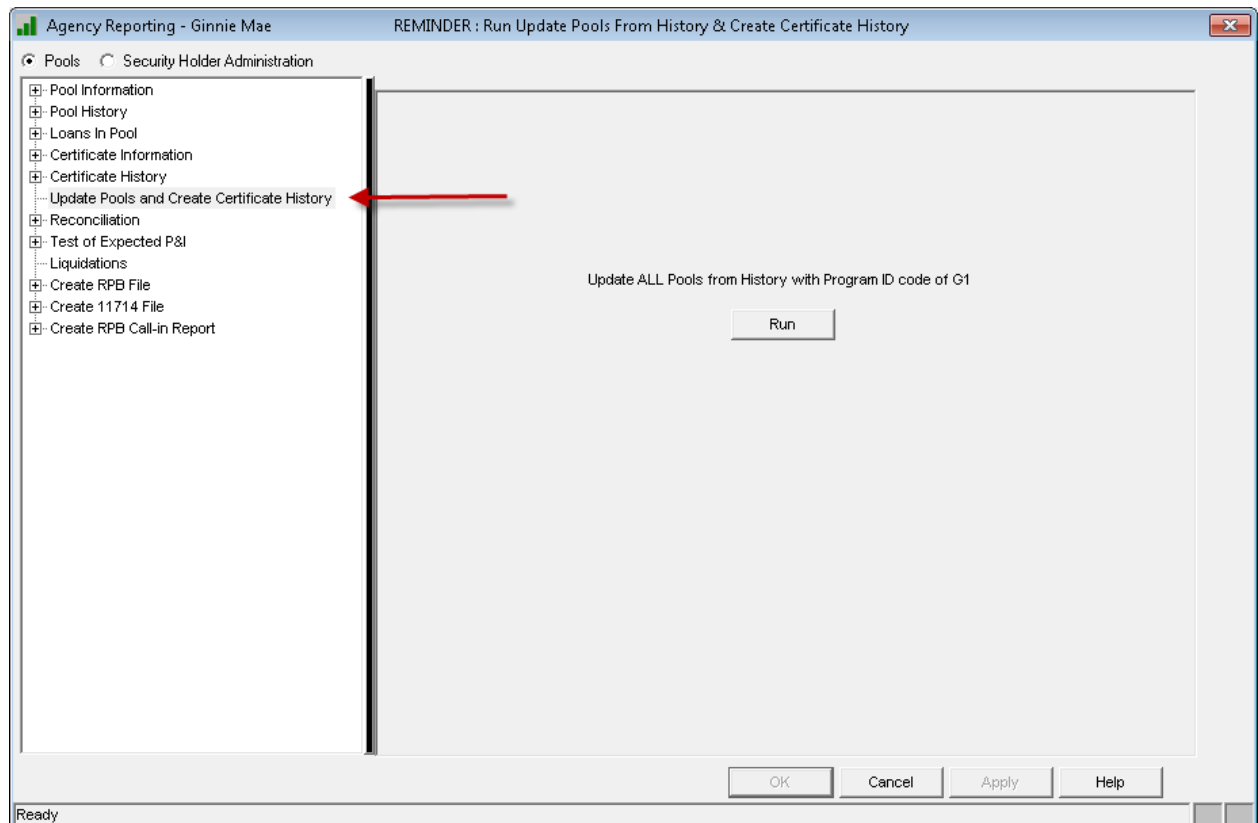 Agency Reporting - Ginnie Mae REMINDER : Run Update Pools From History & Create Certificate History
Pools Security Holder Administration
Pool Information
Pool History
Loans In Pool
Certificate Information
Certificate History
Update Pools and Create Certificate History
Reconciliation
Test of Expected P&I
Liquidations
Create RPB File
Create 11714 File
Create RPB Call-in Report
Update ALL Pools from History with Program ID code of G1
Run
OK Cancel Apply Help
Ready